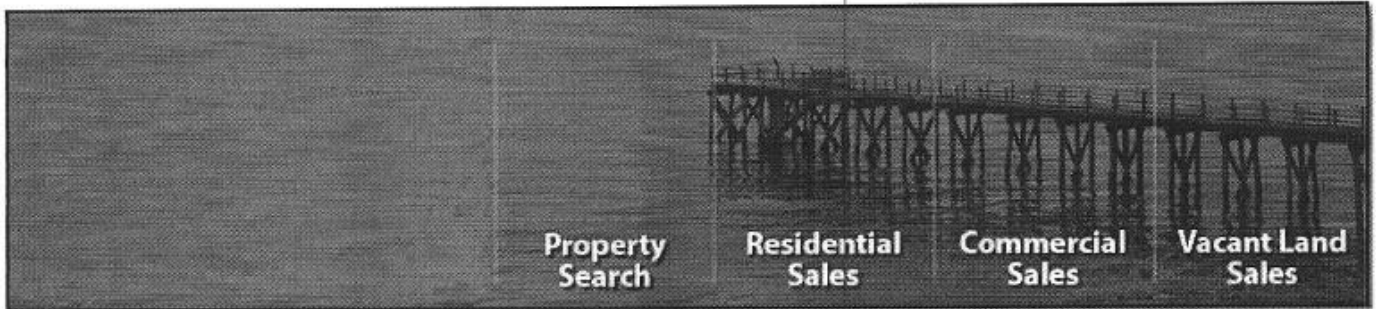 Property
Search
Residential
Sales
Commercial
Sales
Vacant Land
Sales